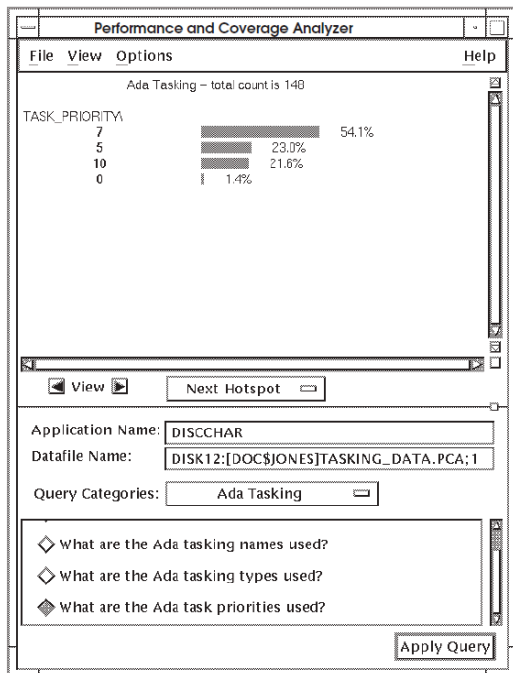 Performance and Coverage Analyzer
File View Options Help
Ada Tasking – total count is 148
TASK_PRIORITY\
7 54.1%
5 23.0%
10 21.6%
0 1.4%
View
Next Hotspot
Application Name: DISCCHAR
Datafile Name: DISK12:[DOC$JONES]TASKING_DATA.PCA;1
Query Categories: Ada Tasking
What are the Ada tasking names used?
What are the Ada tasking types used?
What are the Ada task priorities used?
Apply Query